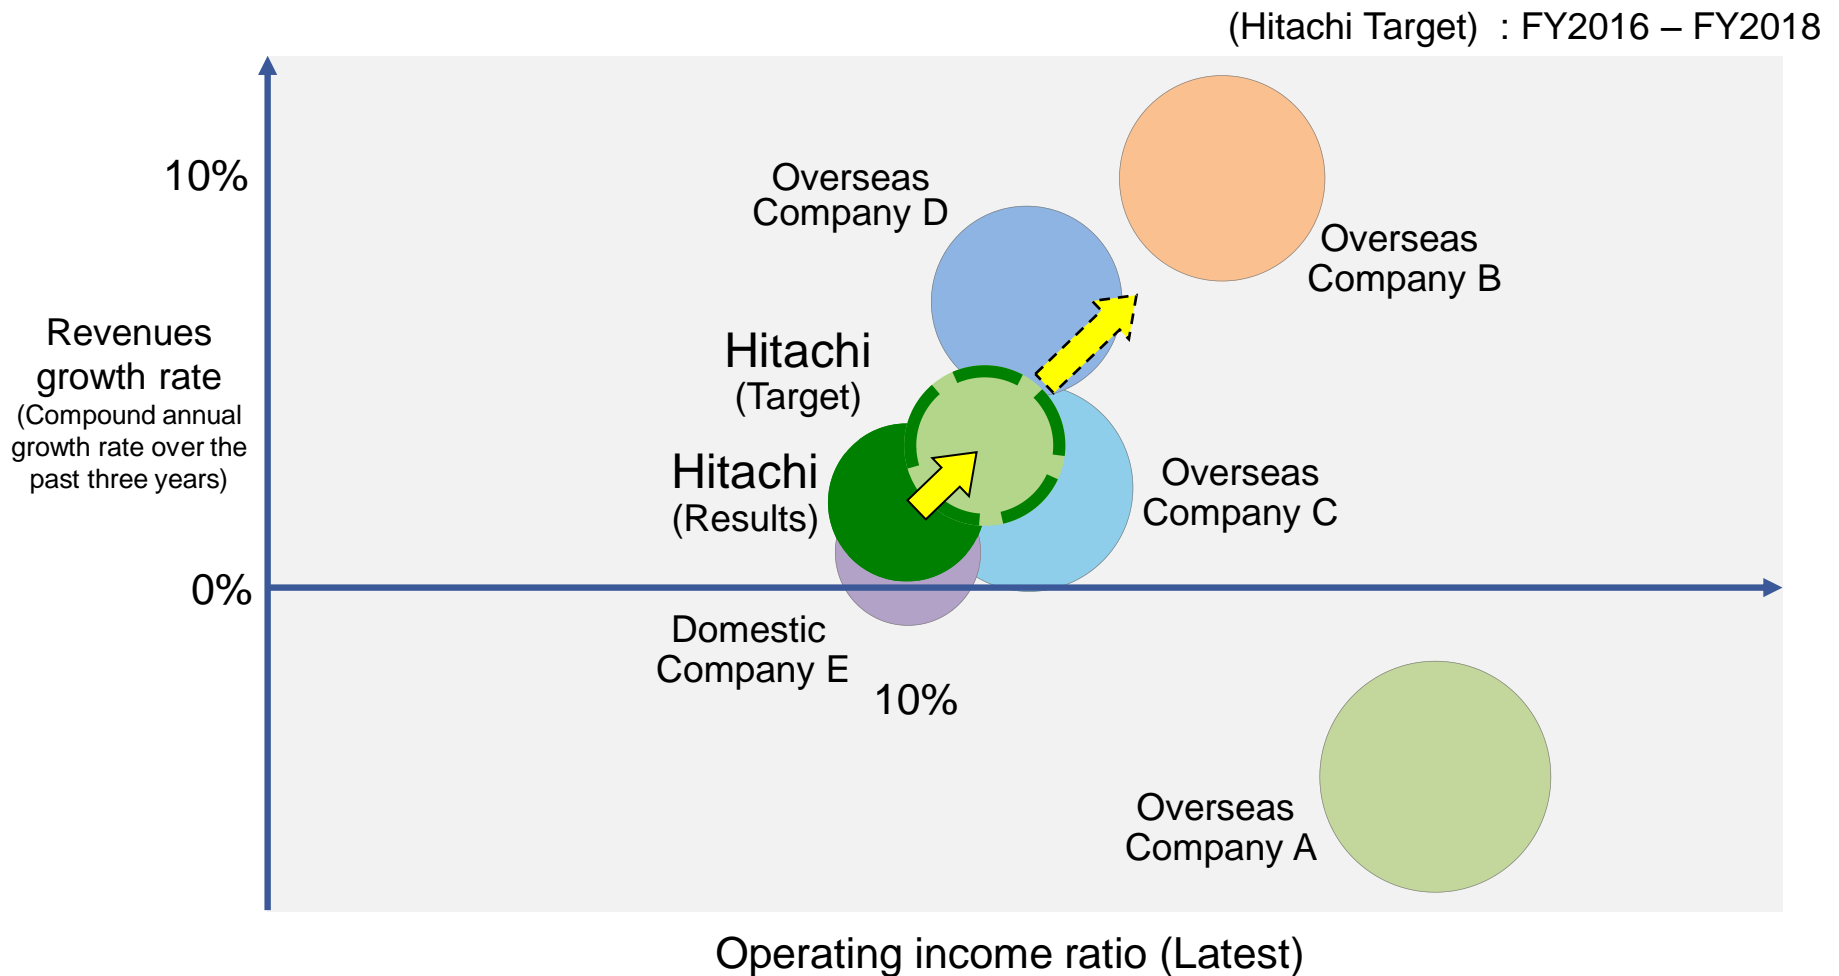 (Hitachi Target) : FY2016 – FY2018
10%
Overseas
Company D
Overseas
Company B
Revenues
growth rate
(Compound annual
growth rate over the
past three years)
Hitachi
(Target)
Hitachi
(Results)
Overseas
Company C
0%
Domestic
Company E
10%
Overseas
Company A
Operating income ratio (Latest)